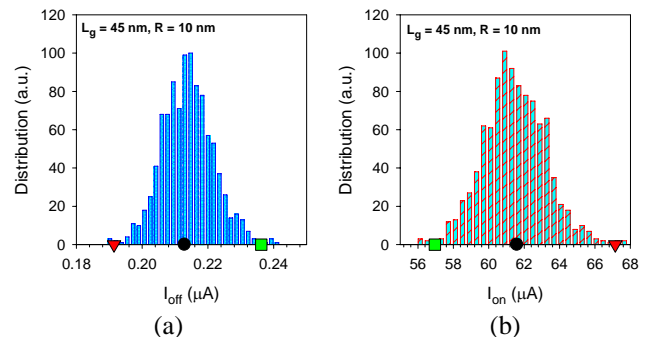 L_g = 45 nm, R = 10 nm
Distribution (a.u.)
120
100
80
60
40
20
0
0.18 0.20 0.22 0.24
I_off (μA)
(a)
L_g = 45 nm, R = 10 nm
Distribution (a.u.)
120
100
80
60
40
20
0
56 58 60 62 64 66 68
I_on (μA)
(b)